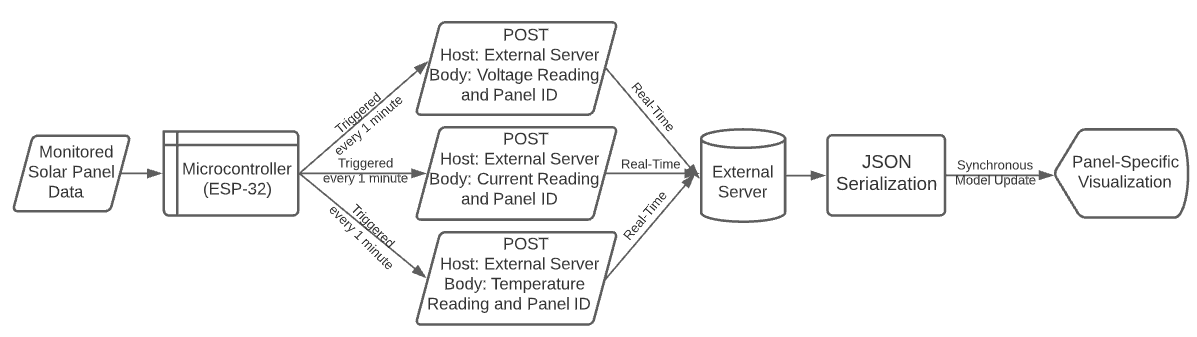 Monitored
Solar Panel
Data
Microcontroller
(ESP-32)
Triggered
every 1 minute
Triggered
every 1 minute
Triggered
every 1 minute
POST
Host: External Server
Body: Voltage Reading
and Panel ID
POST
Host: External Server
Body: Current Reading
and Panel ID
POST
Host: External Server
Body: Temperature
Reading and Panel ID
Real-Time
Real-Time
Real-Time
External
Server
JSON
Serialization
Synchronous
Model Update
Panel-Specific
Visualization